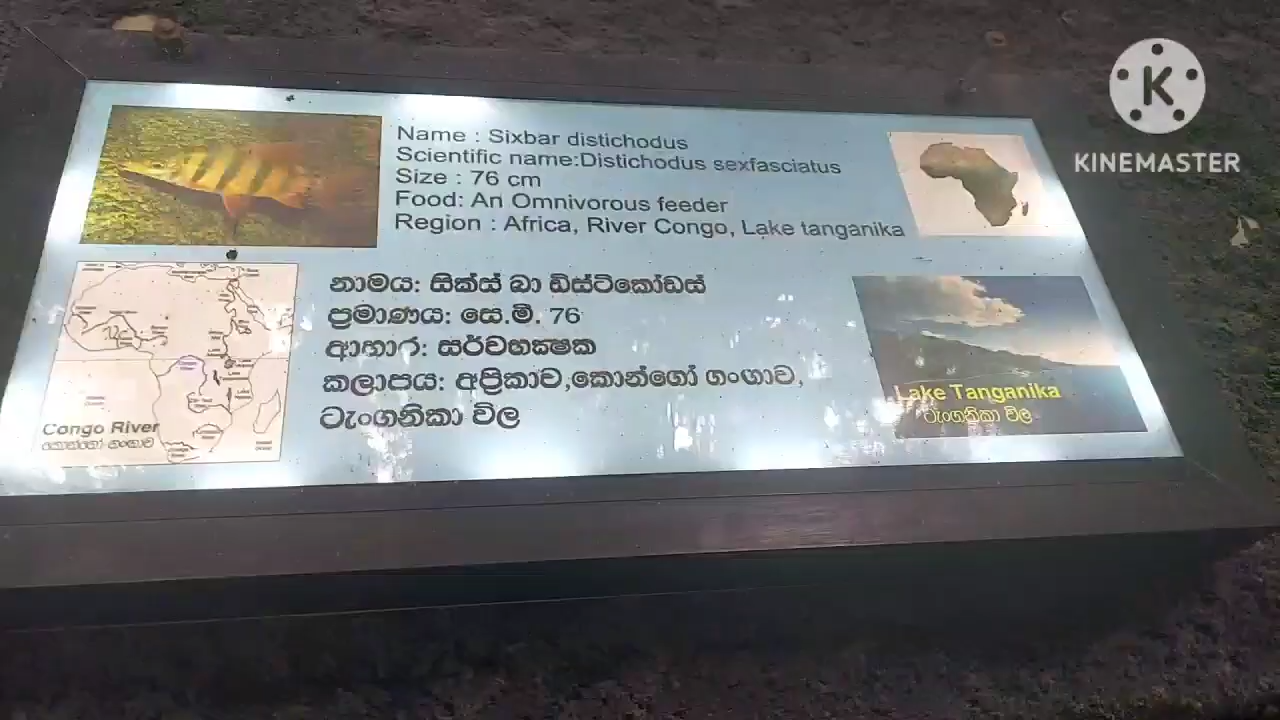 Name : Sixbar distichodus
Scientific name:Distichodus sexfasciatus
Size : 76 cm
Food: An Omnivorous feeder
Region : Africa, River Congo, Lake tanganika
නාමය: සික්ස් බා ඩිස්ටිකෝඩස්
ප්‍රමාණය: සෙ.මී. 76
ආහාර: සර්වභක්ෂක
කලාපය: අප්‍රිකාව,කොන්ගෝ ගංගාව,
ටැංගනිකා විල
Congo River
කොන්ගෝ ගංගාව
Lake Tanganika
ටැංගනිකා විල
KINEMASTER